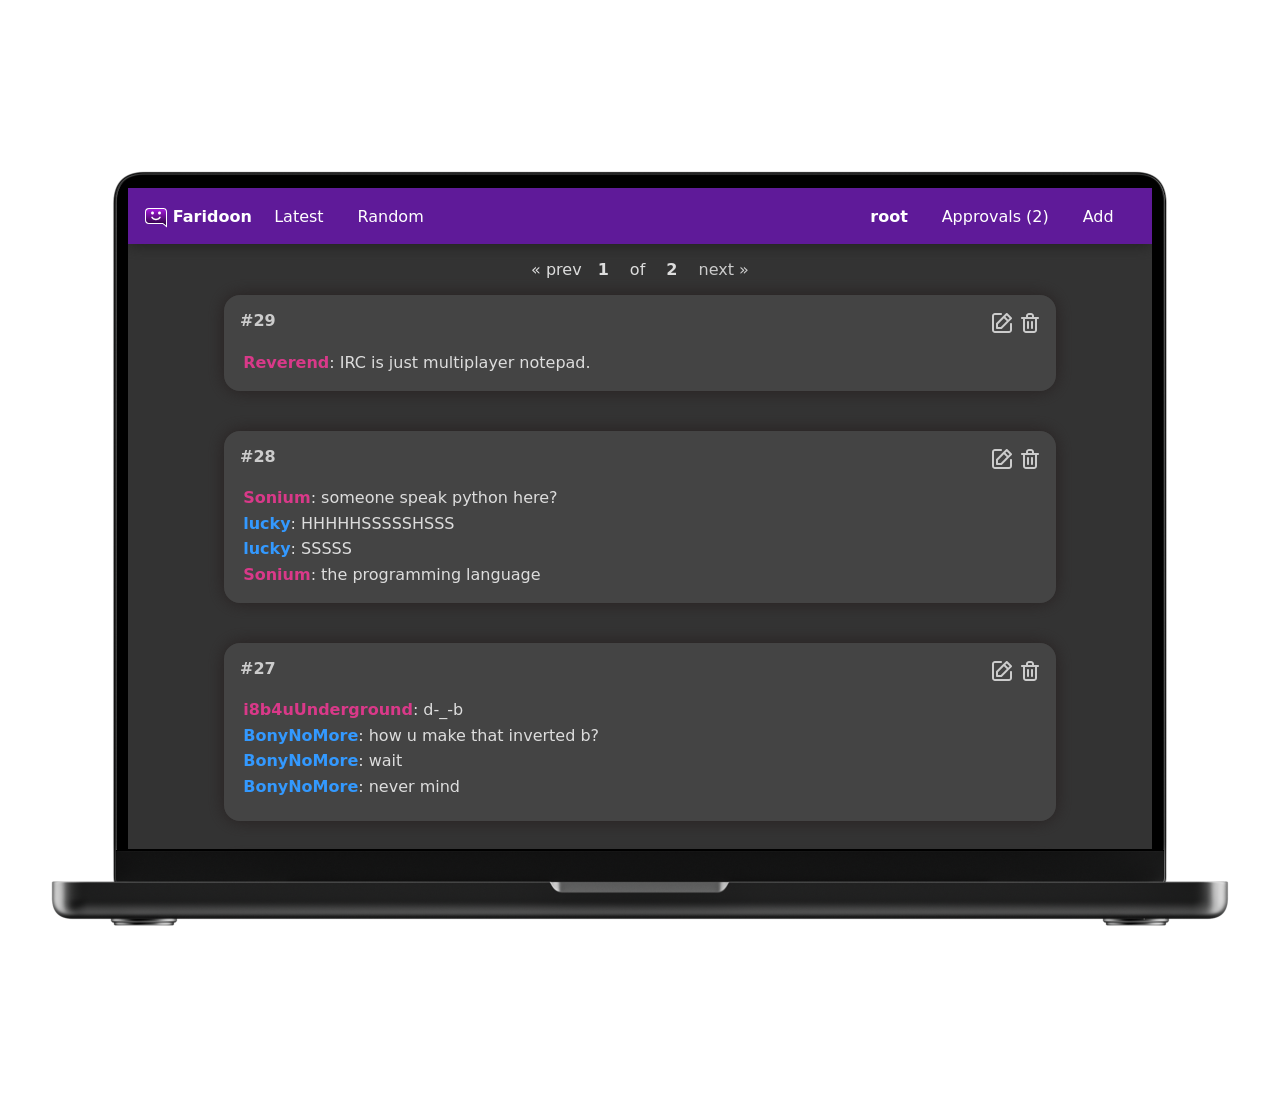 Faridoon Latest Random root Approvals (2) Add
« prev 1 of 2 next »
#29
Reverend: IRC is just multiplayer notepad.
#28
Sonium: someone speak python here?
lucky: HHHHHSSSSSHSSS
lucky: SSSSS
Sonium: the programming language
#27
i8b4uUnderground: d-_-b
BonyNoMore: how u make that inverted b?
BonyNoMore: wait
BonyNoMore: never mind